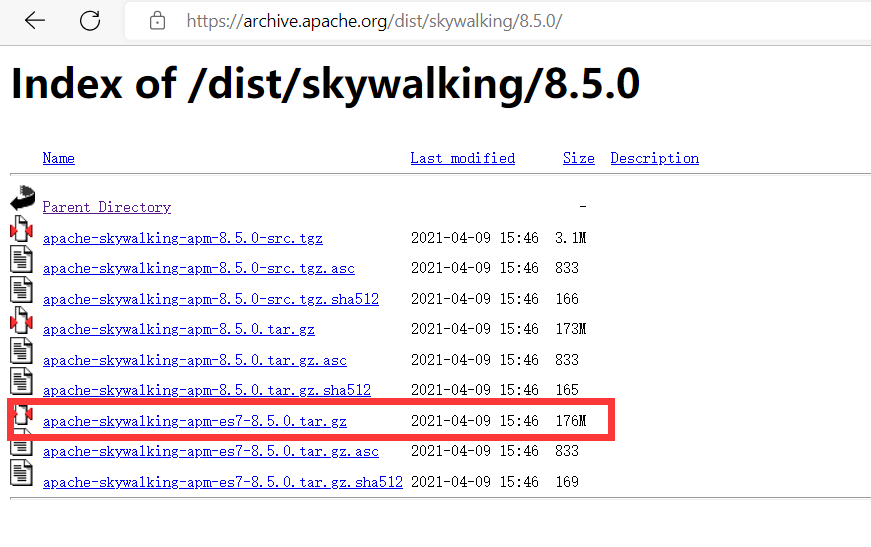 https://archive.apache.org/dist/skywalking/8.5.0/
Index of /dist/skywalking/8.5.0
Name Last modified Size Description
Parent Directory -
apache-skywalking-apm-8.5.0-src.tgz 2021-04-09 15:46 3.1M
apache-skywalking-apm-8.5.0-src.tgz.asc 2021-04-09 15:46 833
apache-skywalking-apm-8.5.0-src.tgz.sha512 2021-04-09 15:46 166
apache-skywalking-apm-8.5.0.tar.gz 2021-04-09 15:46 173M
apache-skywalking-apm-8.5.0.tar.gz.asc 2021-04-09 15:46 833
apache-skywalking-apm-8.5.0.tar.gz.sha512 2021-04-09 15:46 165
apache-skywalking-apm-es7-8.5.0.tar.gz 2021-04-09 15:46 176M
apache-skywalking-apm-es7-8.5.0.tar.gz.asc 2021-04-09 15:46 833
apache-skywalking-apm-es7-8.5.0.tar.gz.sha512 2021-04-09 15:46 169